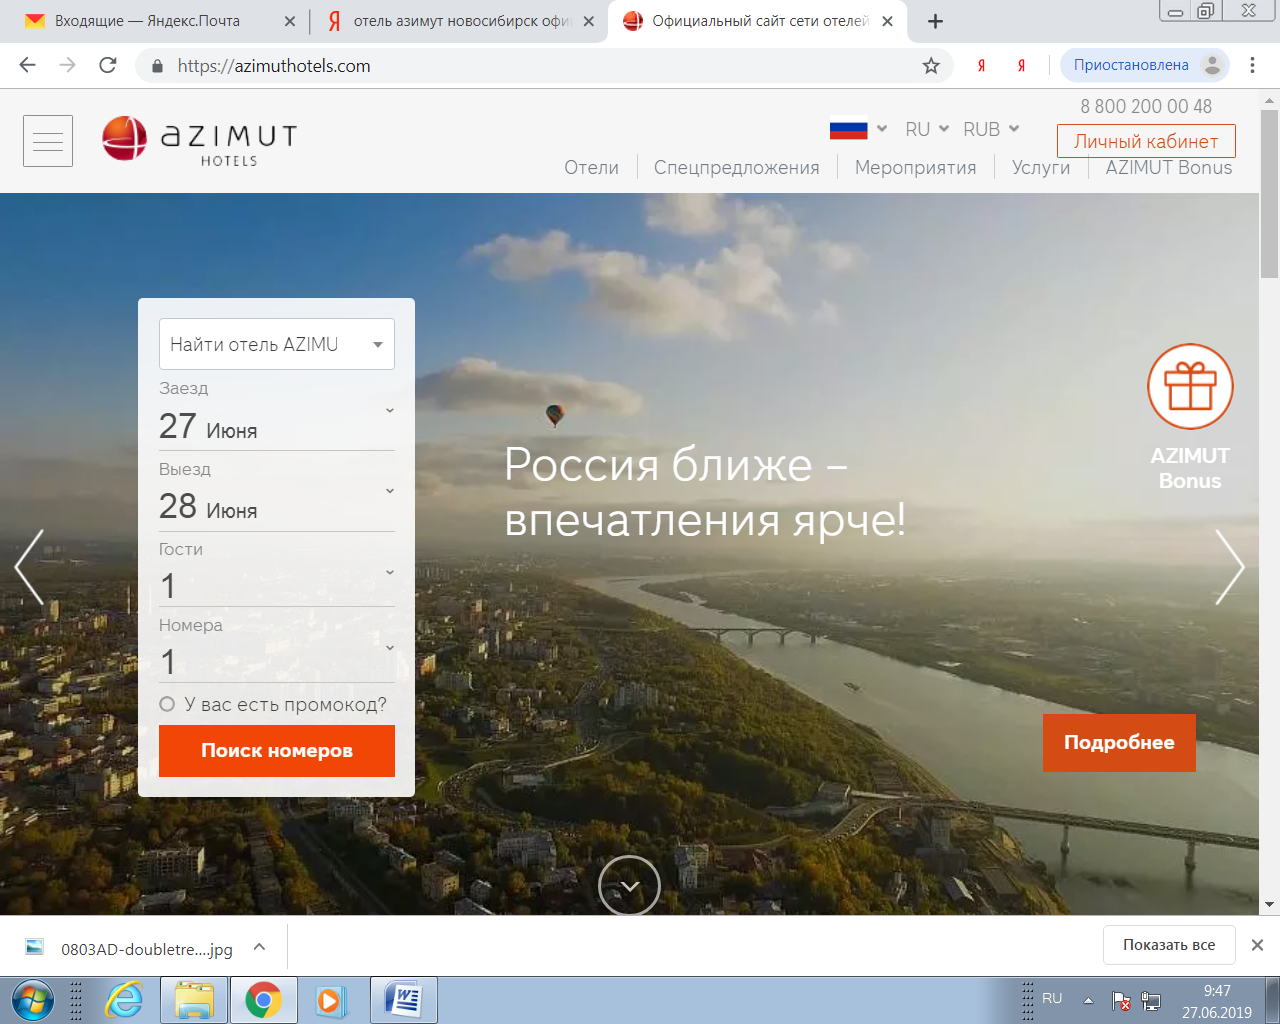 Входящие — Яндекс.Почта
отель азимут новосибирск офи
Официальный сайт сети отелей
https://azimuthotels.com
Приостановлена
8 800 200 00 48
AZIMUT
HOTELS
RU
RUB
Личный кабинет
Отели
Спецпредложения
Мероприятия
Услуги
AZIMUT Bonus
Найти отель AZIMU
Заезд
27 Июня
Выезд
28 Июня
Гости
1
Номера
1
У вас есть промокод?
Поиск номеров
Россия ближе –
впечатления ярче!
AZIMUT
Bonus
Подробнее
0803AD-doubletre....jpg
Показать все
RU
9:47
27.06.2019